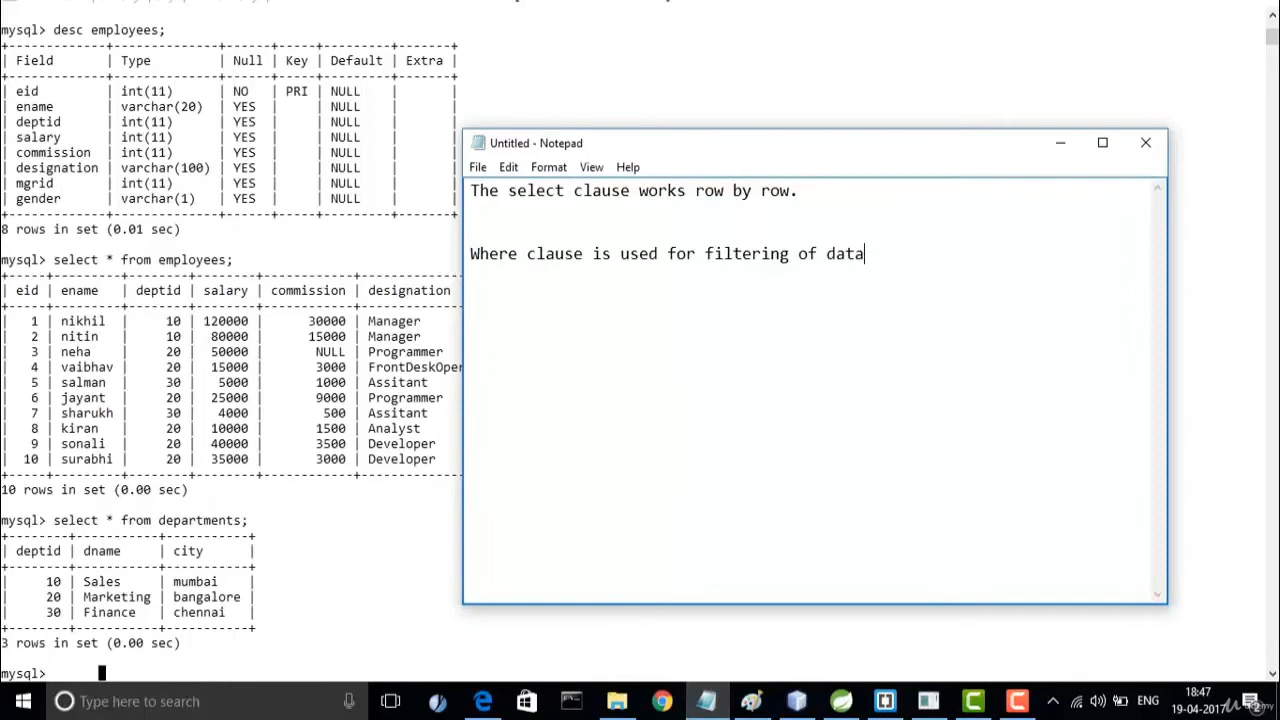 mysql> desc employees;
+-------------+--------------+------+-----+---------+-------+
| Field       | Type         | Null | Key | Default | Extra |
+-------------+--------------+------+-----+---------+-------+
| eid         | int(11)      | NO   | PRI | NULL    |       |
| ename       | varchar(20)  | YES  |     | NULL    |       |
| deptid      | int(11)      | YES  |     | NULL    |       |
| salary      | int(11)      | YES  |     | NULL    |       |
| commission  | int(11)      | YES  |     | NULL    |       |
| designation | varchar(100) | YES  |     | NULL    |       |
| mgrid       | int(11)      | YES  |     | NULL    |       |
| gender      | varchar(1)   | YES  |     | NULL    |       |
+-------------+--------------+------+-----+---------+-------+
8 rows in set (0.01 sec)
mysql> select * from employees;
| eid | ename    | deptid | salary | commission | designation
|   1 | nikhil   |     10 | 120000 |      30000 | Manager
|   2 | nitin    |     10 |  80000 |      15000 | Manager
|   3 | neha     |     20 |  50000 |       NULL | Programmer
|   4 | vaibhav  |     20 |  15000 |       3000 | FrontDeskOper
|   5 | salman   |     30 |   5000 |       1000 | Assitant
|   6 | jayant   |     20 |  25000 |       9000 | Programmer
|   7 | sharukh  |     30 |   4000 |        500 | Assitant
|   8 | kiran    |     20 |  10000 |       1500 | Analyst
|   9 | sonali   |     20 |  40000 |       3500 | Developer
|  10 | surabhi  |     20 |  35000 |       3000 | Developer
10 rows in set (0.00 sec)
mysql> select * from departments;
+--------+-----------+-----------+
| deptid | dname     | city      |
+--------+-----------+-----------+
|     10 | Sales     | mumbai    |
|     20 | Marketing | bangalore |
|     30 | Finance   | chennai   |
+--------+-----------+-----------+
3 rows in set (0.00 sec)
mysql>
Untitled - Notepad
File Edit Format View Help
The select clause works row by row.
Where clause is used for filtering of data
Type here to search
ENG
18:47
19-04-2017